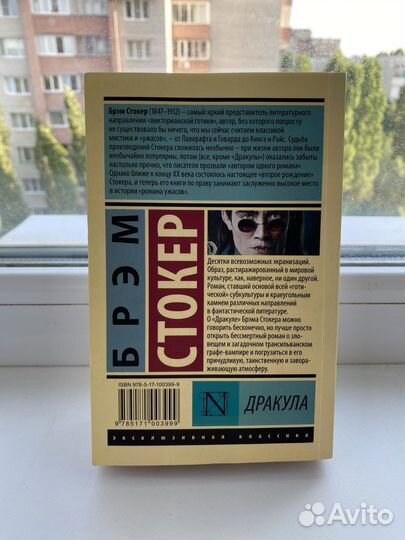 Брэм Стокер (1847–1912) – самый яркий представитель литературного
направления «викторианской готики», автор, без которого попросту
не существовало бы ничего, что мы сейчас считаем классикой
мистики и «ужасов», – от Лавкрафта и Говарда до Кинга и Райс. Судьба
произведений Стокера сложилась необычно – при жизни автора они были
необычайно популярны, потом (все, кроме «Дракулы») оказались забыты
настолько прочно, что писателя прозвали «автором одного романа».
Однако ближе к концу XX века состоялось настоящее «второе рождение»
Стокера, и теперь его книги по праву занимают заслуженно высокое место
в истории «романа ужасов».
БРЭМ
СТОКЕР
Десятки всевозможных экранизаций.
Образ, растиражированный в мировой
культуре, как, наверное, ни один другой.
Роман, ставший основой всей «готи-
ческой» субкультуры и краеугольным
камнем различных направлений
в фантастической литературе.
О «Дракуле» Брэма Стокера можно
говорить бесконечно, но лучше просто
открыть бессмертный роман о зло-
вещем и загадочном трансильванском
графе-вампире и погрузиться в его
причудливую, таинственную и завора-
живающую атмосферу.
ISBN 978-5-17-100399-9
9 785171 003999
N
ДРАКУЛА
эксклюзивная классика
Avito